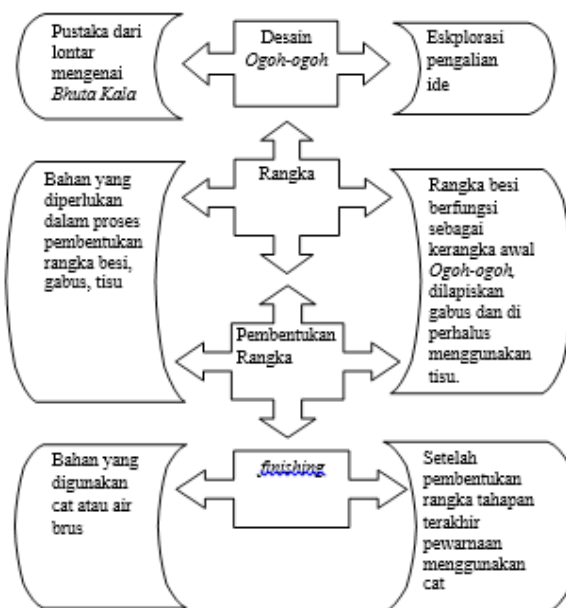 Pustaka dari
lontar
mengenai
Bhuta Kala
Desain
Ogoh-ogoh
Eskplorasi
pengalian
ide
Bahan yang
diperlukan
dalam proses
pembentukan
rangka besi,
gabus, tisu
Rangka
Rangka besi
berfungsi
sebagai
kerangka awal
Ogoh-ogoh,
dilapiskan
gabus dan di
perhalus
menggunakan
tisu.
Pembentukan
Rangka
Bahan yang
digunakan
cat atau air
brus
finishing
Setelah
pembentukan
rangka tahapan
terakhir
pewarnaan
menggunakan
cat